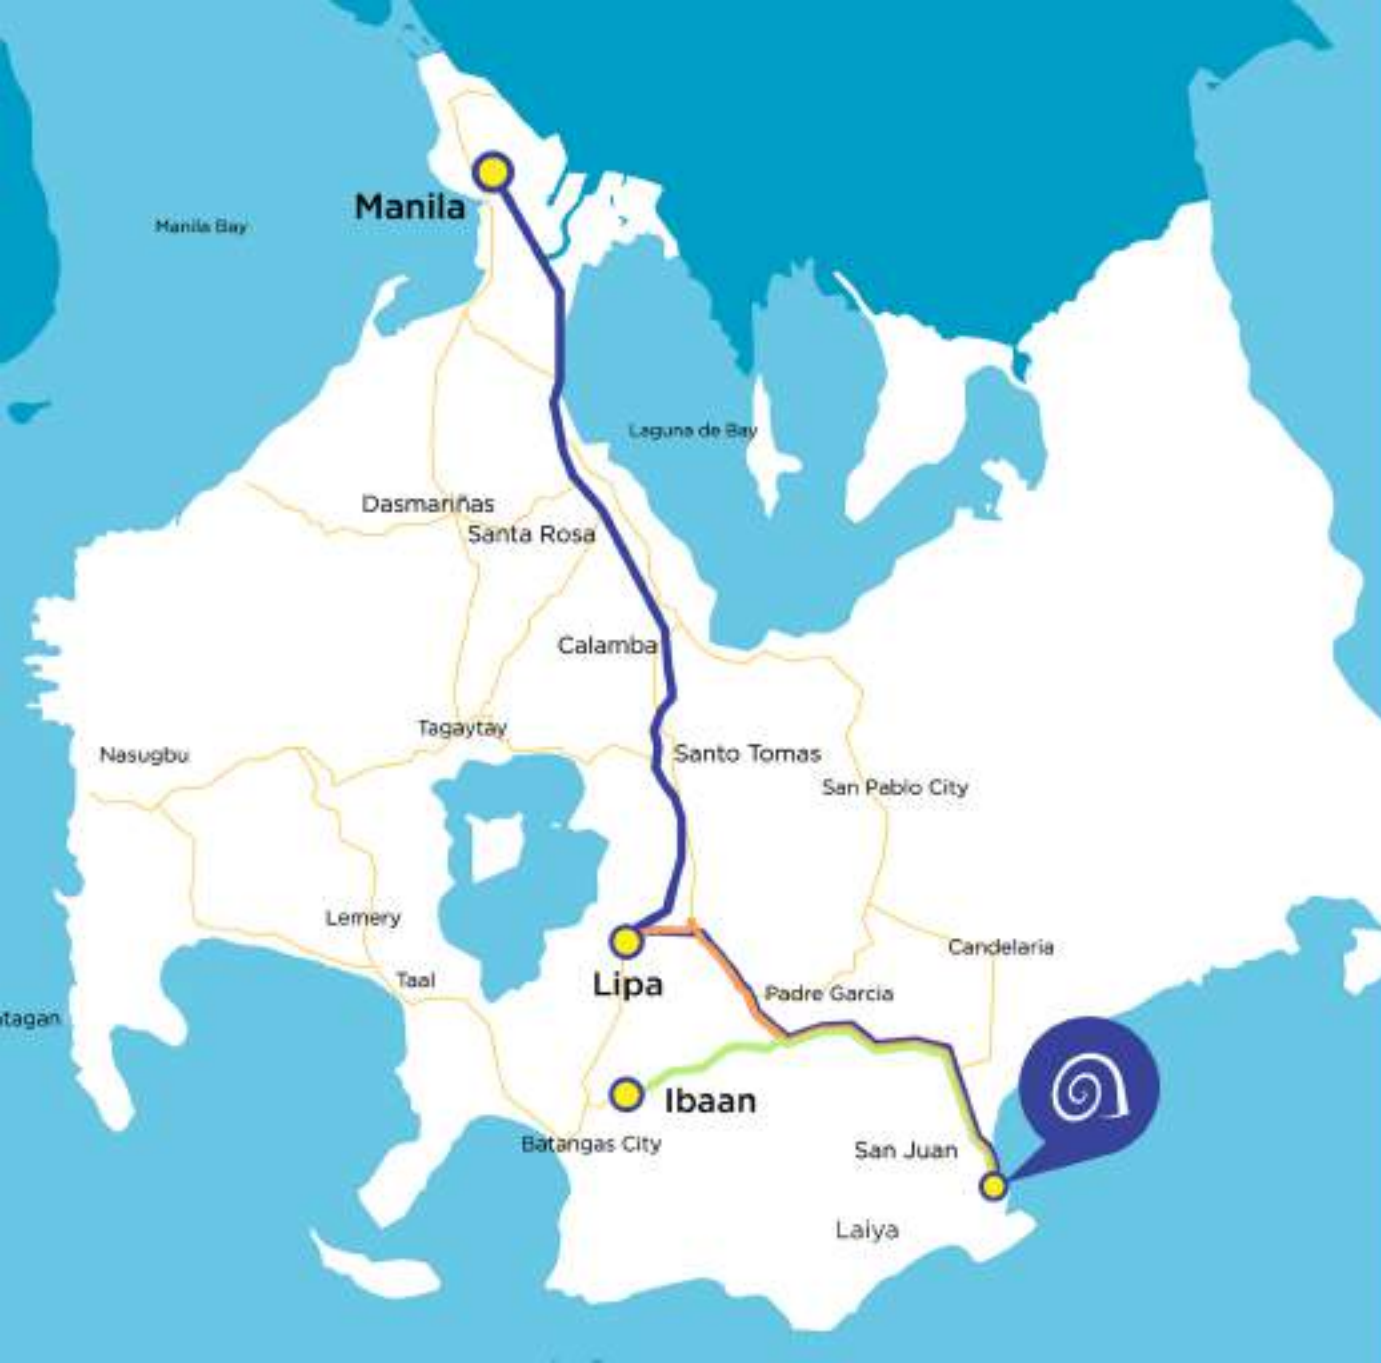 Manila
Manila Bay
Laguna de Bay
Dasmariñas
Santa Rosa
Calamba
Tagaytay
Nasugbu
Santo Tomas
San Pablo City
Lemery
Candelaria
Taal
Lipa
Padre Garcia
tagan
Ibaan
Batangas City
San Juan
Laiya